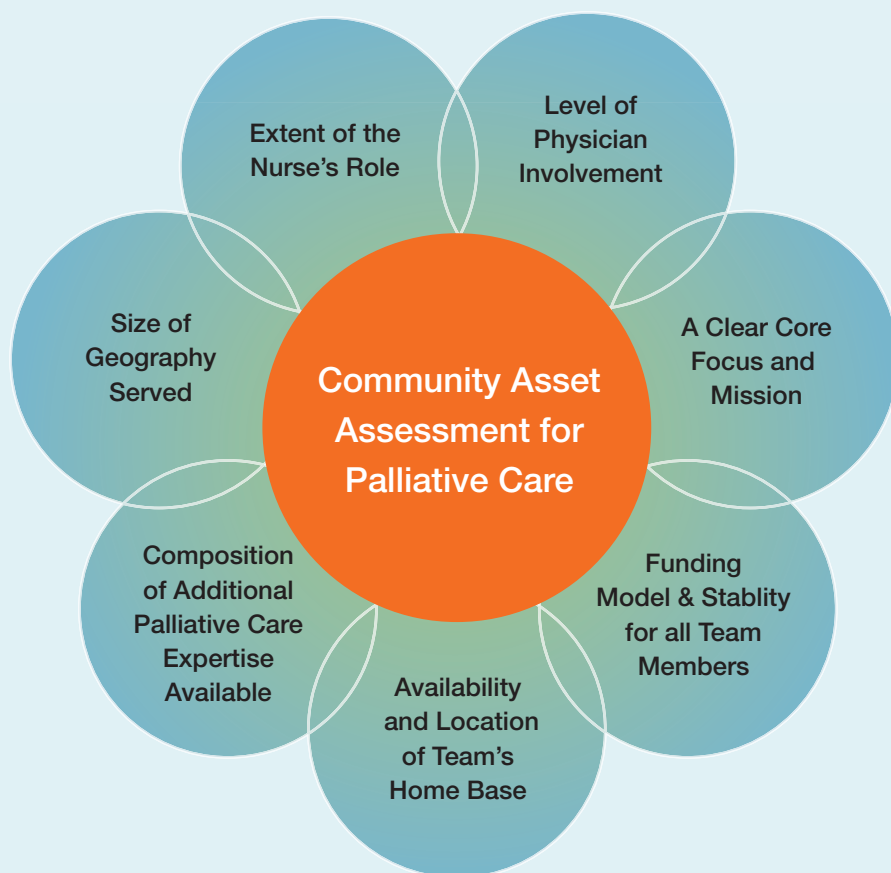 Extent of the
Nurse's Role
Level of
Physician
Involvement
Size of
Geography
Served
A Clear Core
Focus and
Mission
Community Asset
Assessment for
Palliative Care
Composition
of Additional
Palliative Care
Expertise
Available
Funding
Model & Stablity
for all Team
Members
Availability
and Location
of Team's
Home Base